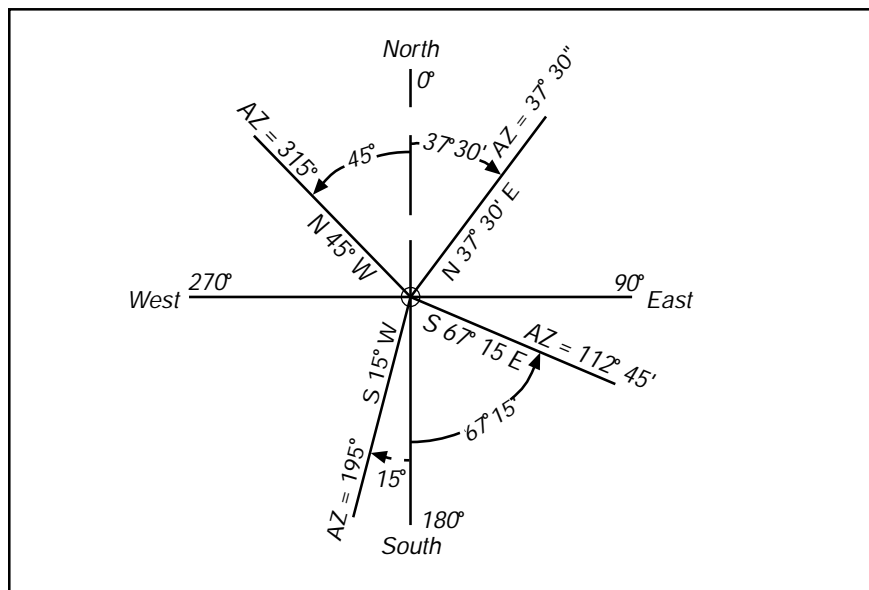 North
0°
AZ = 315°
45°
37°30'
AZ = 37° 30"
N 45° W
N 37° 30' E
270°
West
90°
East
S 67° 15 E
AZ = 112° 45'
S 15° W
67°15'
AZ = 195°
15°
180°
South